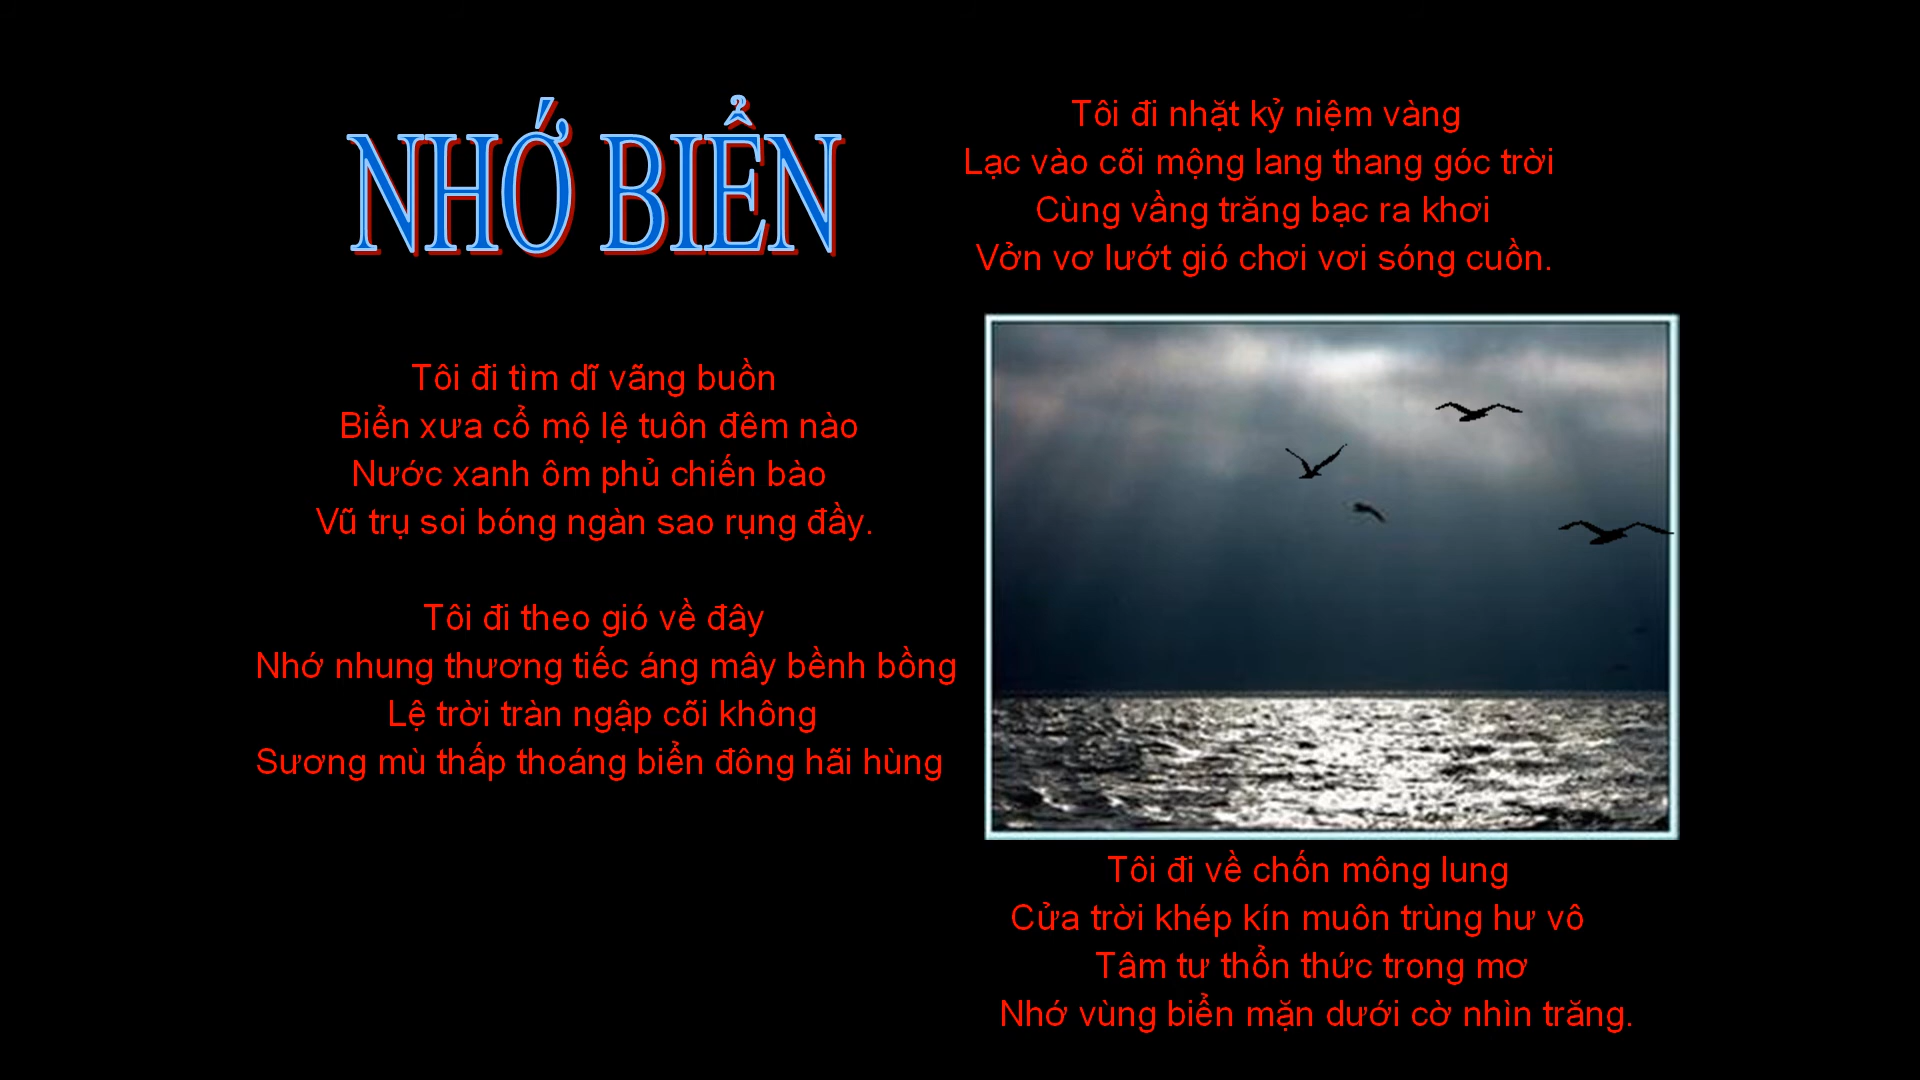 NHỚ BIỂN
Tôi đi tìm dĩ vãng buồn
Biển xưa cổ mộ lệ tuôn đêm nào
Nước xanh ôm phủ chiến bào
Vũ trụ soi bóng ngàn sao rụng đầy.
Tôi đi theo gió về đây
Nhớ nhung thương tiếc áng mây bềnh bồng
Lệ trời tràn ngập cõi không
Sương mù thấp thoáng biển đông hãi hùng
Tôi đi nhặt kỷ niệm vàng
Lạc vào cõi mộng lang thang góc trời
Cùng vầng trăng bạc ra khơi
Vởn vơ lướt gió chơi vơi sóng cuồn.
Tôi đi về chốn mông lung
Cửa trời khép kín muôn trùng hư vô
Tâm tư thổn thức trong mơ
Nhớ vùng biển mặn dưới cờ nhìn trăng.